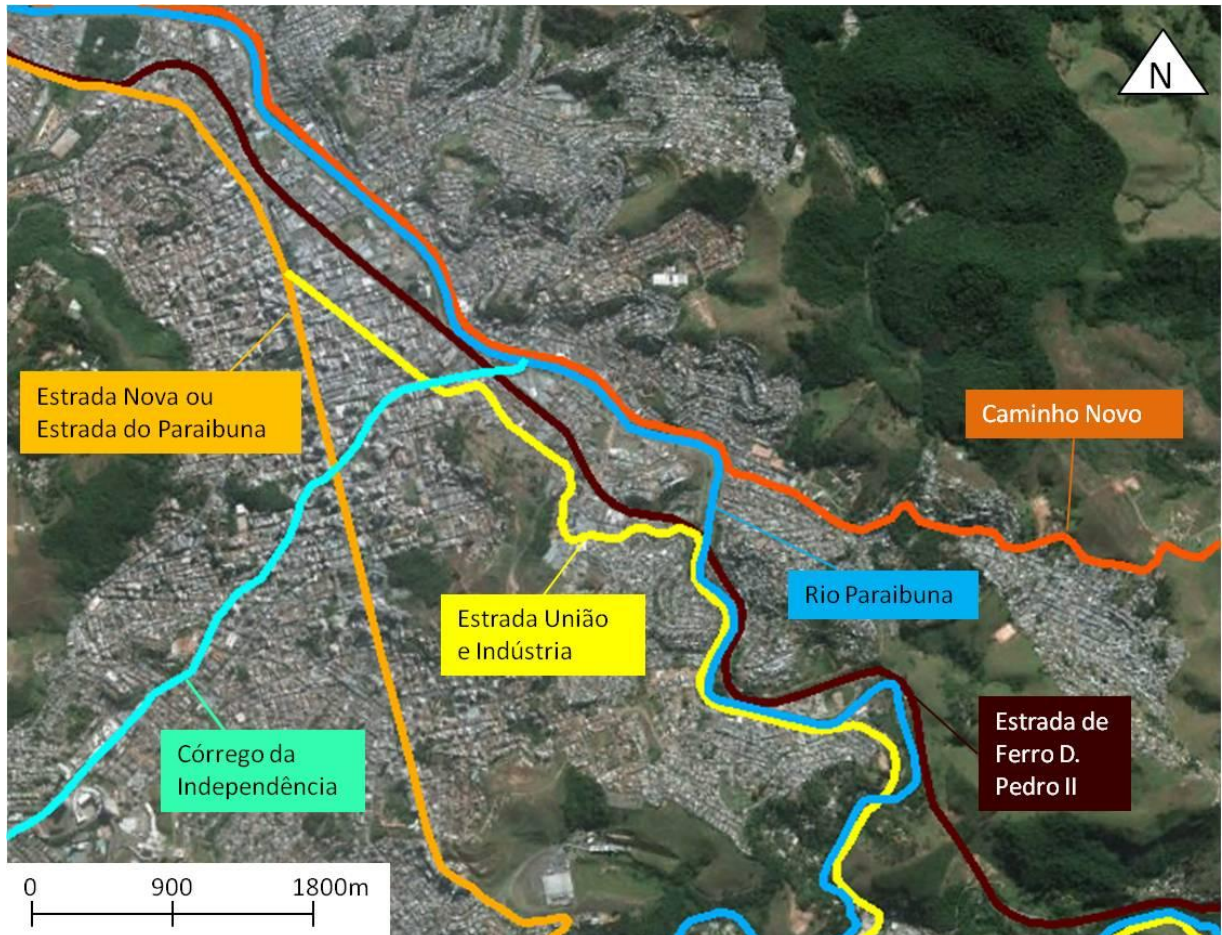 N
Estrada Nova ou
Estrada do Paraibuna
Caminho Novo
Rio Paraibuna
Estrada União
e Indústria
Estrada de
Ferro D.
Pedro II
Córrego da
Independência
0 900 1800m